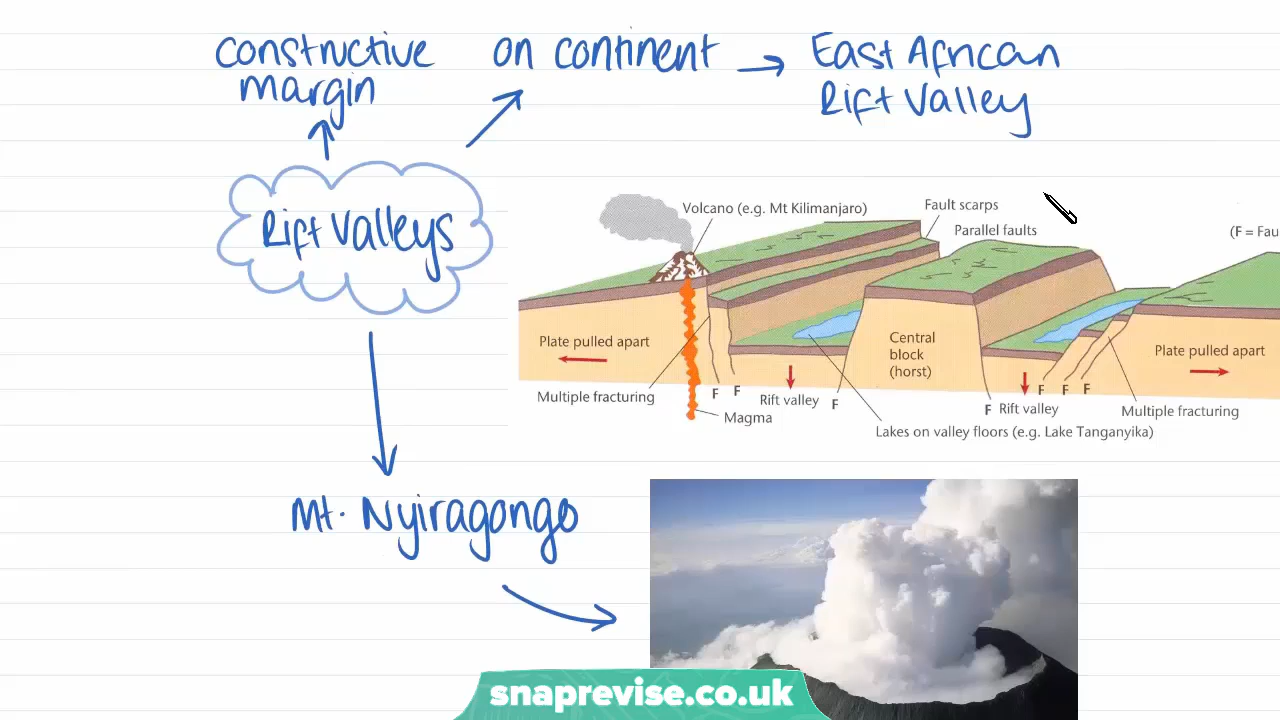 constructive
margin
on continent
East African
Rift Valley
Rift Valleys
Volcano (e.g. Mt Kilimanjaro)
Fault scarps
Parallel faults
(F = Fau
Plate pulled apart
Central
block
(horst)
Plate pulled apart
Multiple fracturing
F
F
Rift valley
F
F
Rift valley
F
F
F
Multiple fracturing
Magma
Lakes on valley floors (e.g. Lake Tanganyika)
Mt. Nyiragongo
snaprevise.co.uk